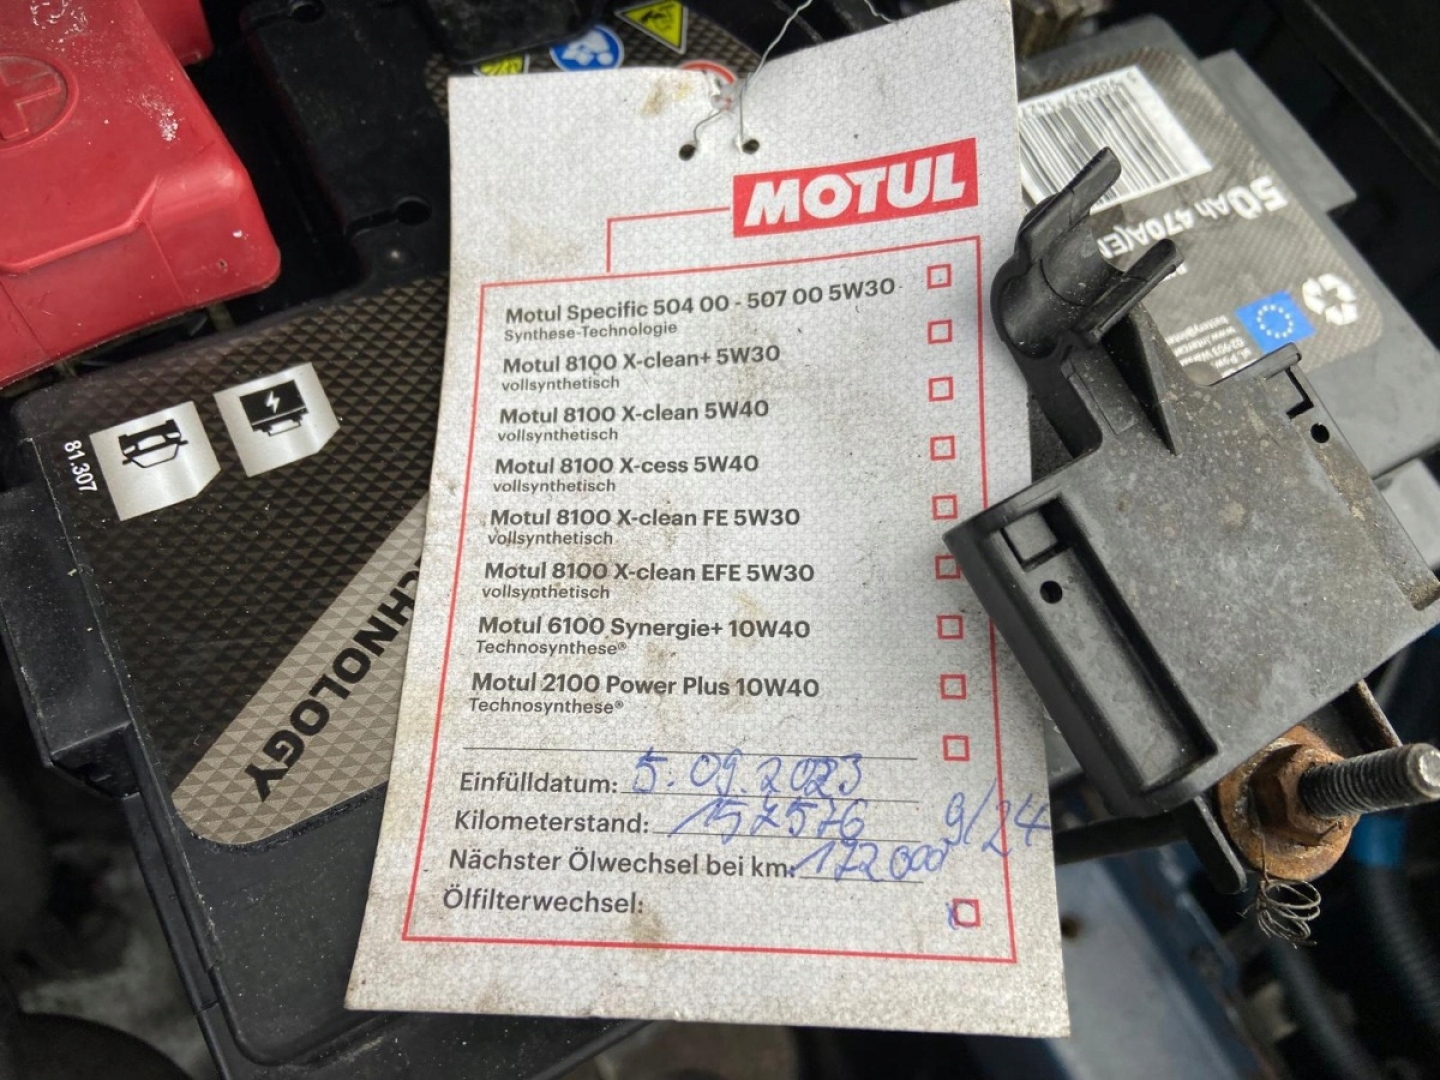 MOTUL
Motul Specific 504 00 - 507 00 5W30
Synthese-Technologie
Motul 8100 X-clean+ 5W30
vollsynthetisch
Motul 8100 X-clean 5W40
vollsynthetisch
Motul 8100 X-cess 5W40
vollsynthetisch
Motul 8100 X-clean FE 5W30
vollsynthetisch
Motul 8100 X-clean EFE 5W30
vollsynthetisch
Motul 6100 Synergie+ 10W40
Technosynthese®
Motul 2100 Power Plus 10W40
Technosynthese®
Einfülldatum: 5.09.2023
Kilometerstand: 157576 9/24
Nächster Ölwechsel bei km: 172000
Ölfilterwechsel:
81.307
CHNOLOGY
50Ah 470A(E